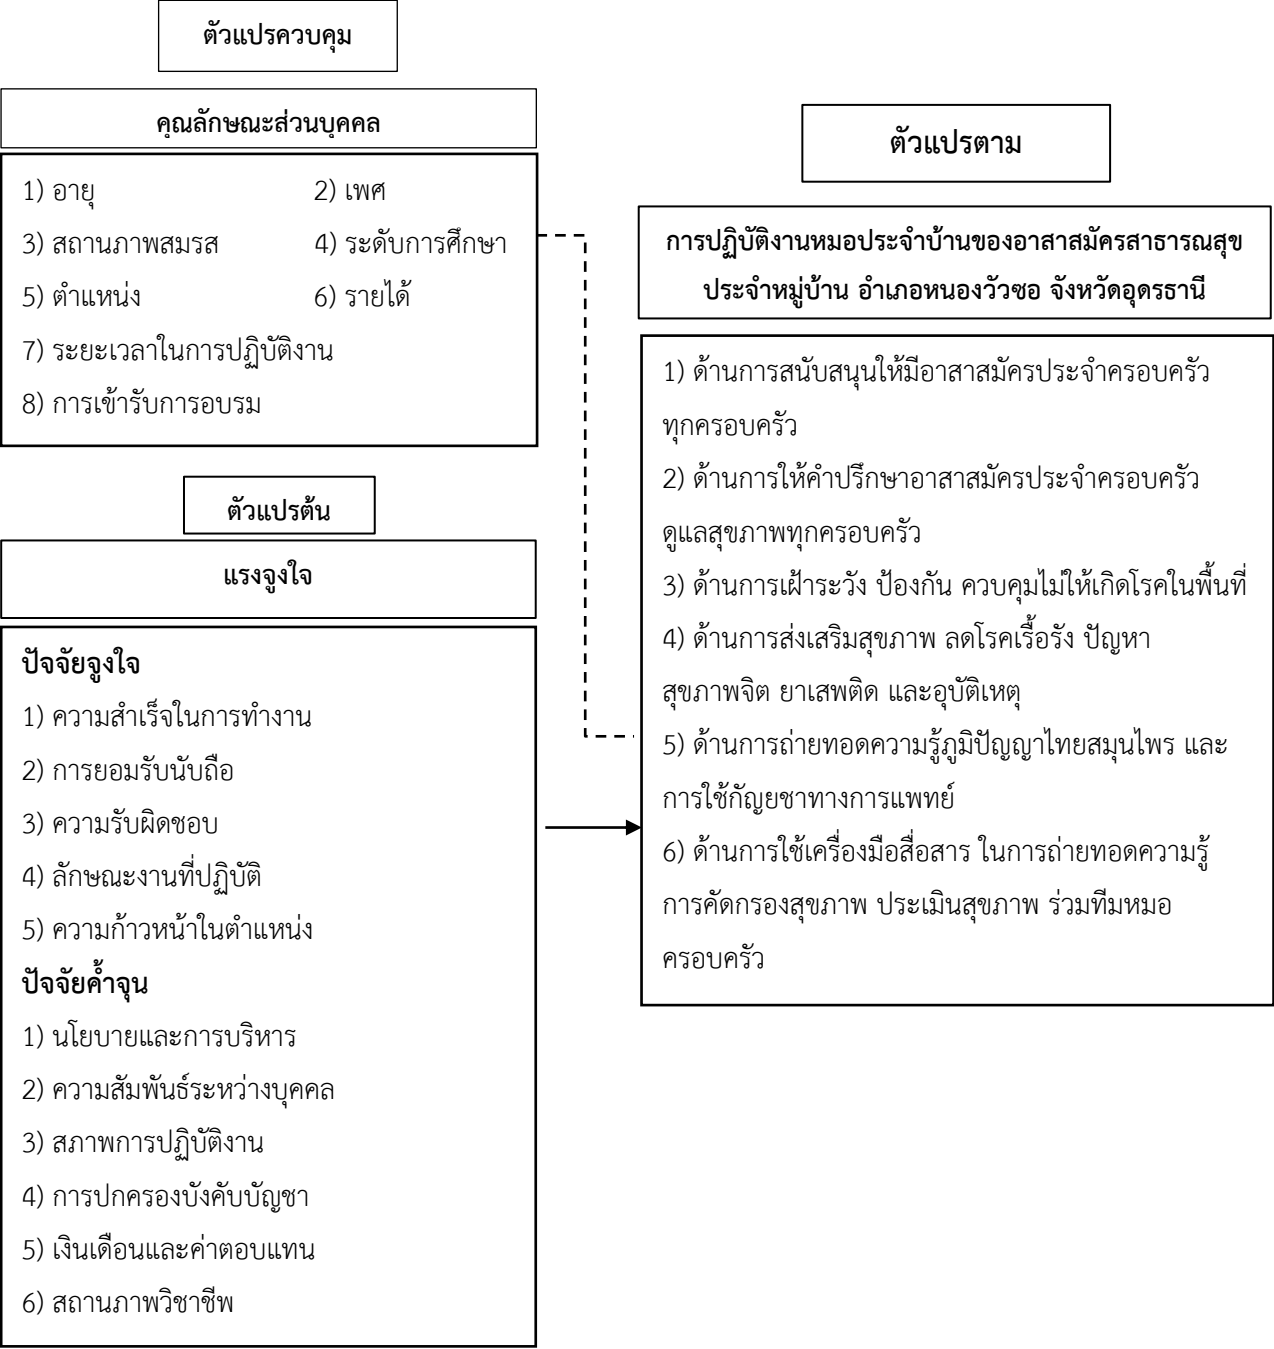 ตัวแปรควบคุม
คุณลักษณะส่วนบุคคล
1) อายุ 2) เพศ
3) สถานภาพสมรส 4) ระดับการศึกษา
5) ตำแหน่ง 6) รายได้
7) ระยะเวลาในการปฏิบัติงาน
8) การเข้ารับการอบรม
ตัวแปรต้น
แรงจูงใจ
ปัจจัยจูงใจ
1) ความสำเร็จในการทำงาน
2) การยอมรับนับถือ
3) ความรับผิดชอบ
4) ลักษณะงานที่ปฏิบัติ
5) ความก้าวหน้าในตำแหน่ง
ปัจจัยค้ำจุน
1) นโยบายและการบริหาร
2) ความสัมพันธ์ระหว่างบุคคล
3) สภาพการปฏิบัติงาน
4) การปกครองบังคับบัญชา
5) เงินเดือนและค่าตอบแทน
6) สถานภาพวิชาชีพ
ตัวแปรตาม
การปฏิบัติงานหมอประจำบ้านของอาสาสมัครสาธารณสุข
ประจำหมู่บ้าน อำเภอหนองวัวซอ จังหวัดอุดรธานี
1) ด้านการสนับสนุนให้มีอาสาสมัครประจำครอบครัว
ทุกครอบครัว
2) ด้านการให้คำปรึกษาอาสาสมัครประจำครอบครัว
ดูแลสุขภาพทุกครอบครัว
3) ด้านการเฝ้าระวัง ป้องกัน ควบคุมไม่ให้เกิดโรคในพื้นที่
4) ด้านการส่งเสริมสุขภาพ ลดโรคเรื้อรัง ปัญหา
สุขภาพจิต ยาเสพติด และอุบัติเหตุ
5) ด้านการถ่ายทอดความรู้ภูมิปัญญาไทยสมุนไพร และ
การใช้กัญยชาทางการแพทย์
6) ด้านการใช้เครื่องมือสื่อสาร ในการถ่ายทอดความรู้
การคัดกรองสุขภาพ ประเมินสุขภาพ ร่วมทีมหมอ
ครอบครัว